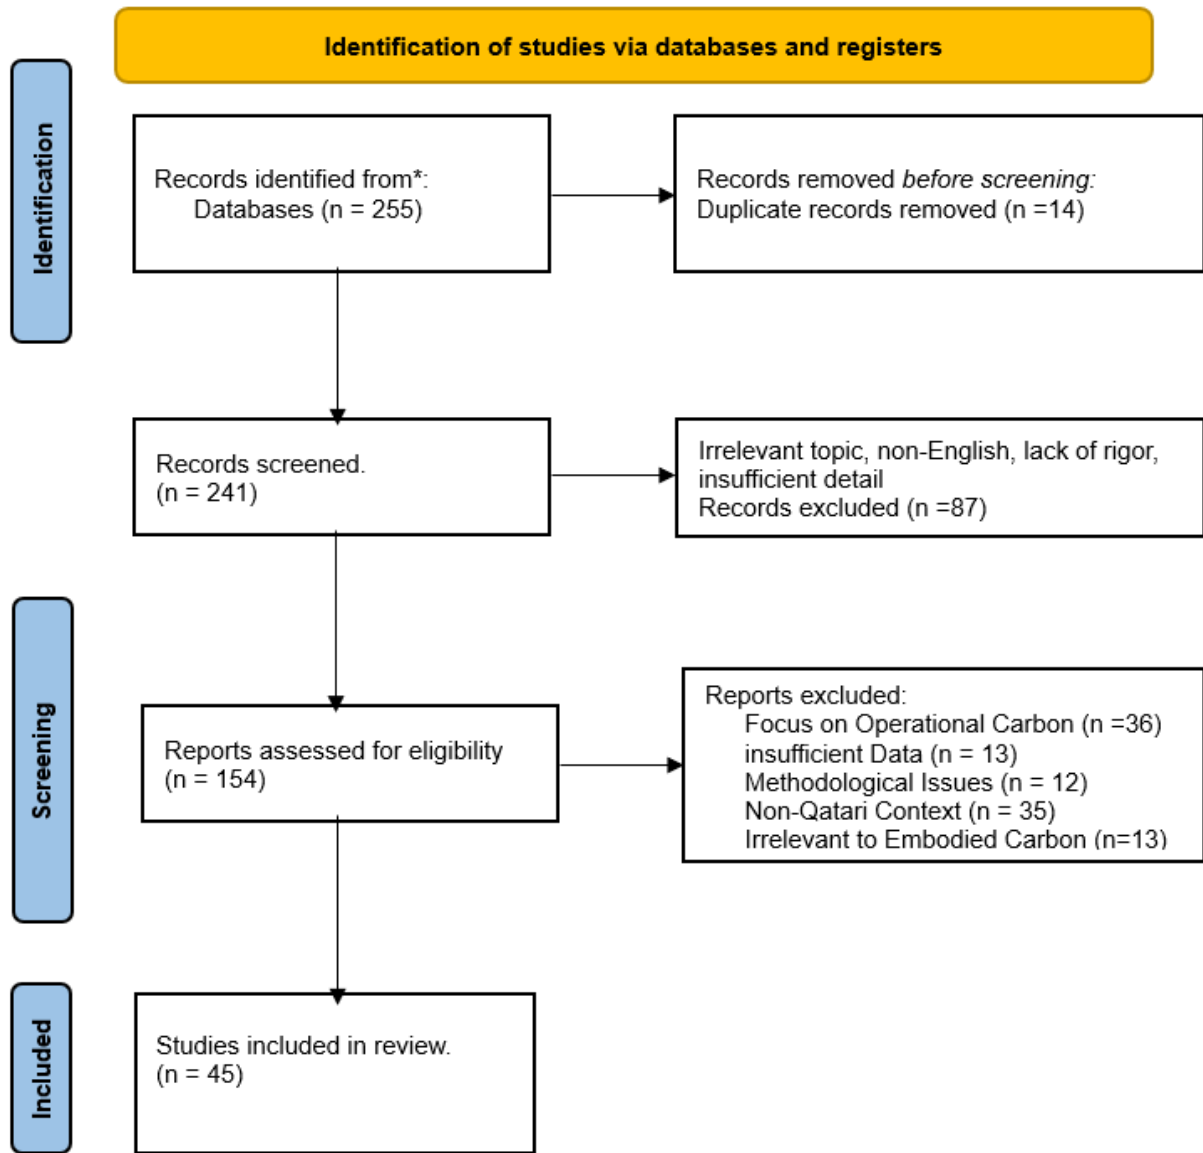 Identification of studies via databases and registers
Identification
Records identified from*:
Databases (n = 255)
Records removed before screening:
Duplicate records removed (n =14)
Records screened.
(n = 241)
Irrelevant topic, non-English, lack of rigor,
insufficient detail
Records excluded (n =87)
Screening
Reports assessed for eligibility
(n = 154)
Reports excluded:
Focus on Operational Carbon (n =36)
insufficient Data (n = 13)
Methodological Issues (n = 12)
Non-Qatari Context (n = 35)
Irrelevant to Embodied Carbon (n=13)
Included
Studies included in review.
(n = 45)